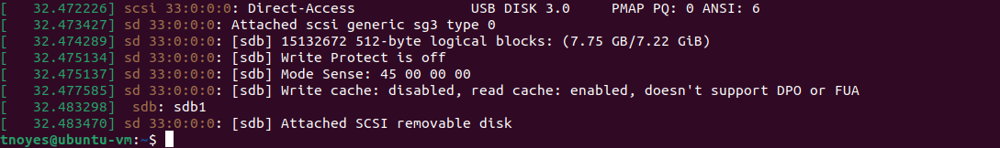 [   32.472226] scsi 33:0:0:0: Direct-Access              USB DISK 3.0     PMAP PQ: 0 ANSI: 6
[   32.473427] sd 33:0:0:0: Attached scsi generic sg3 type 0
[   32.474289] sd 33:0:0:0: [sdb] 15132672 512-byte logical blocks: (7.75 GB/7.22 GiB)
[   32.475134] sd 33:0:0:0: [sdb] Write Protect is off
[   32.475137] sd 33:0:0:0: [sdb] Mode Sense: 45 00 00 00
[   32.477585] sd 33:0:0:0: [sdb] Write cache: disabled, read cache: enabled, doesn't support DPO or FUA
[   32.483298]  sdb: sdb1
[   32.483470] sd 33:0:0:0: [sdb] Attached SCSI removable disk
tnoyes@ubuntu-vm:~$